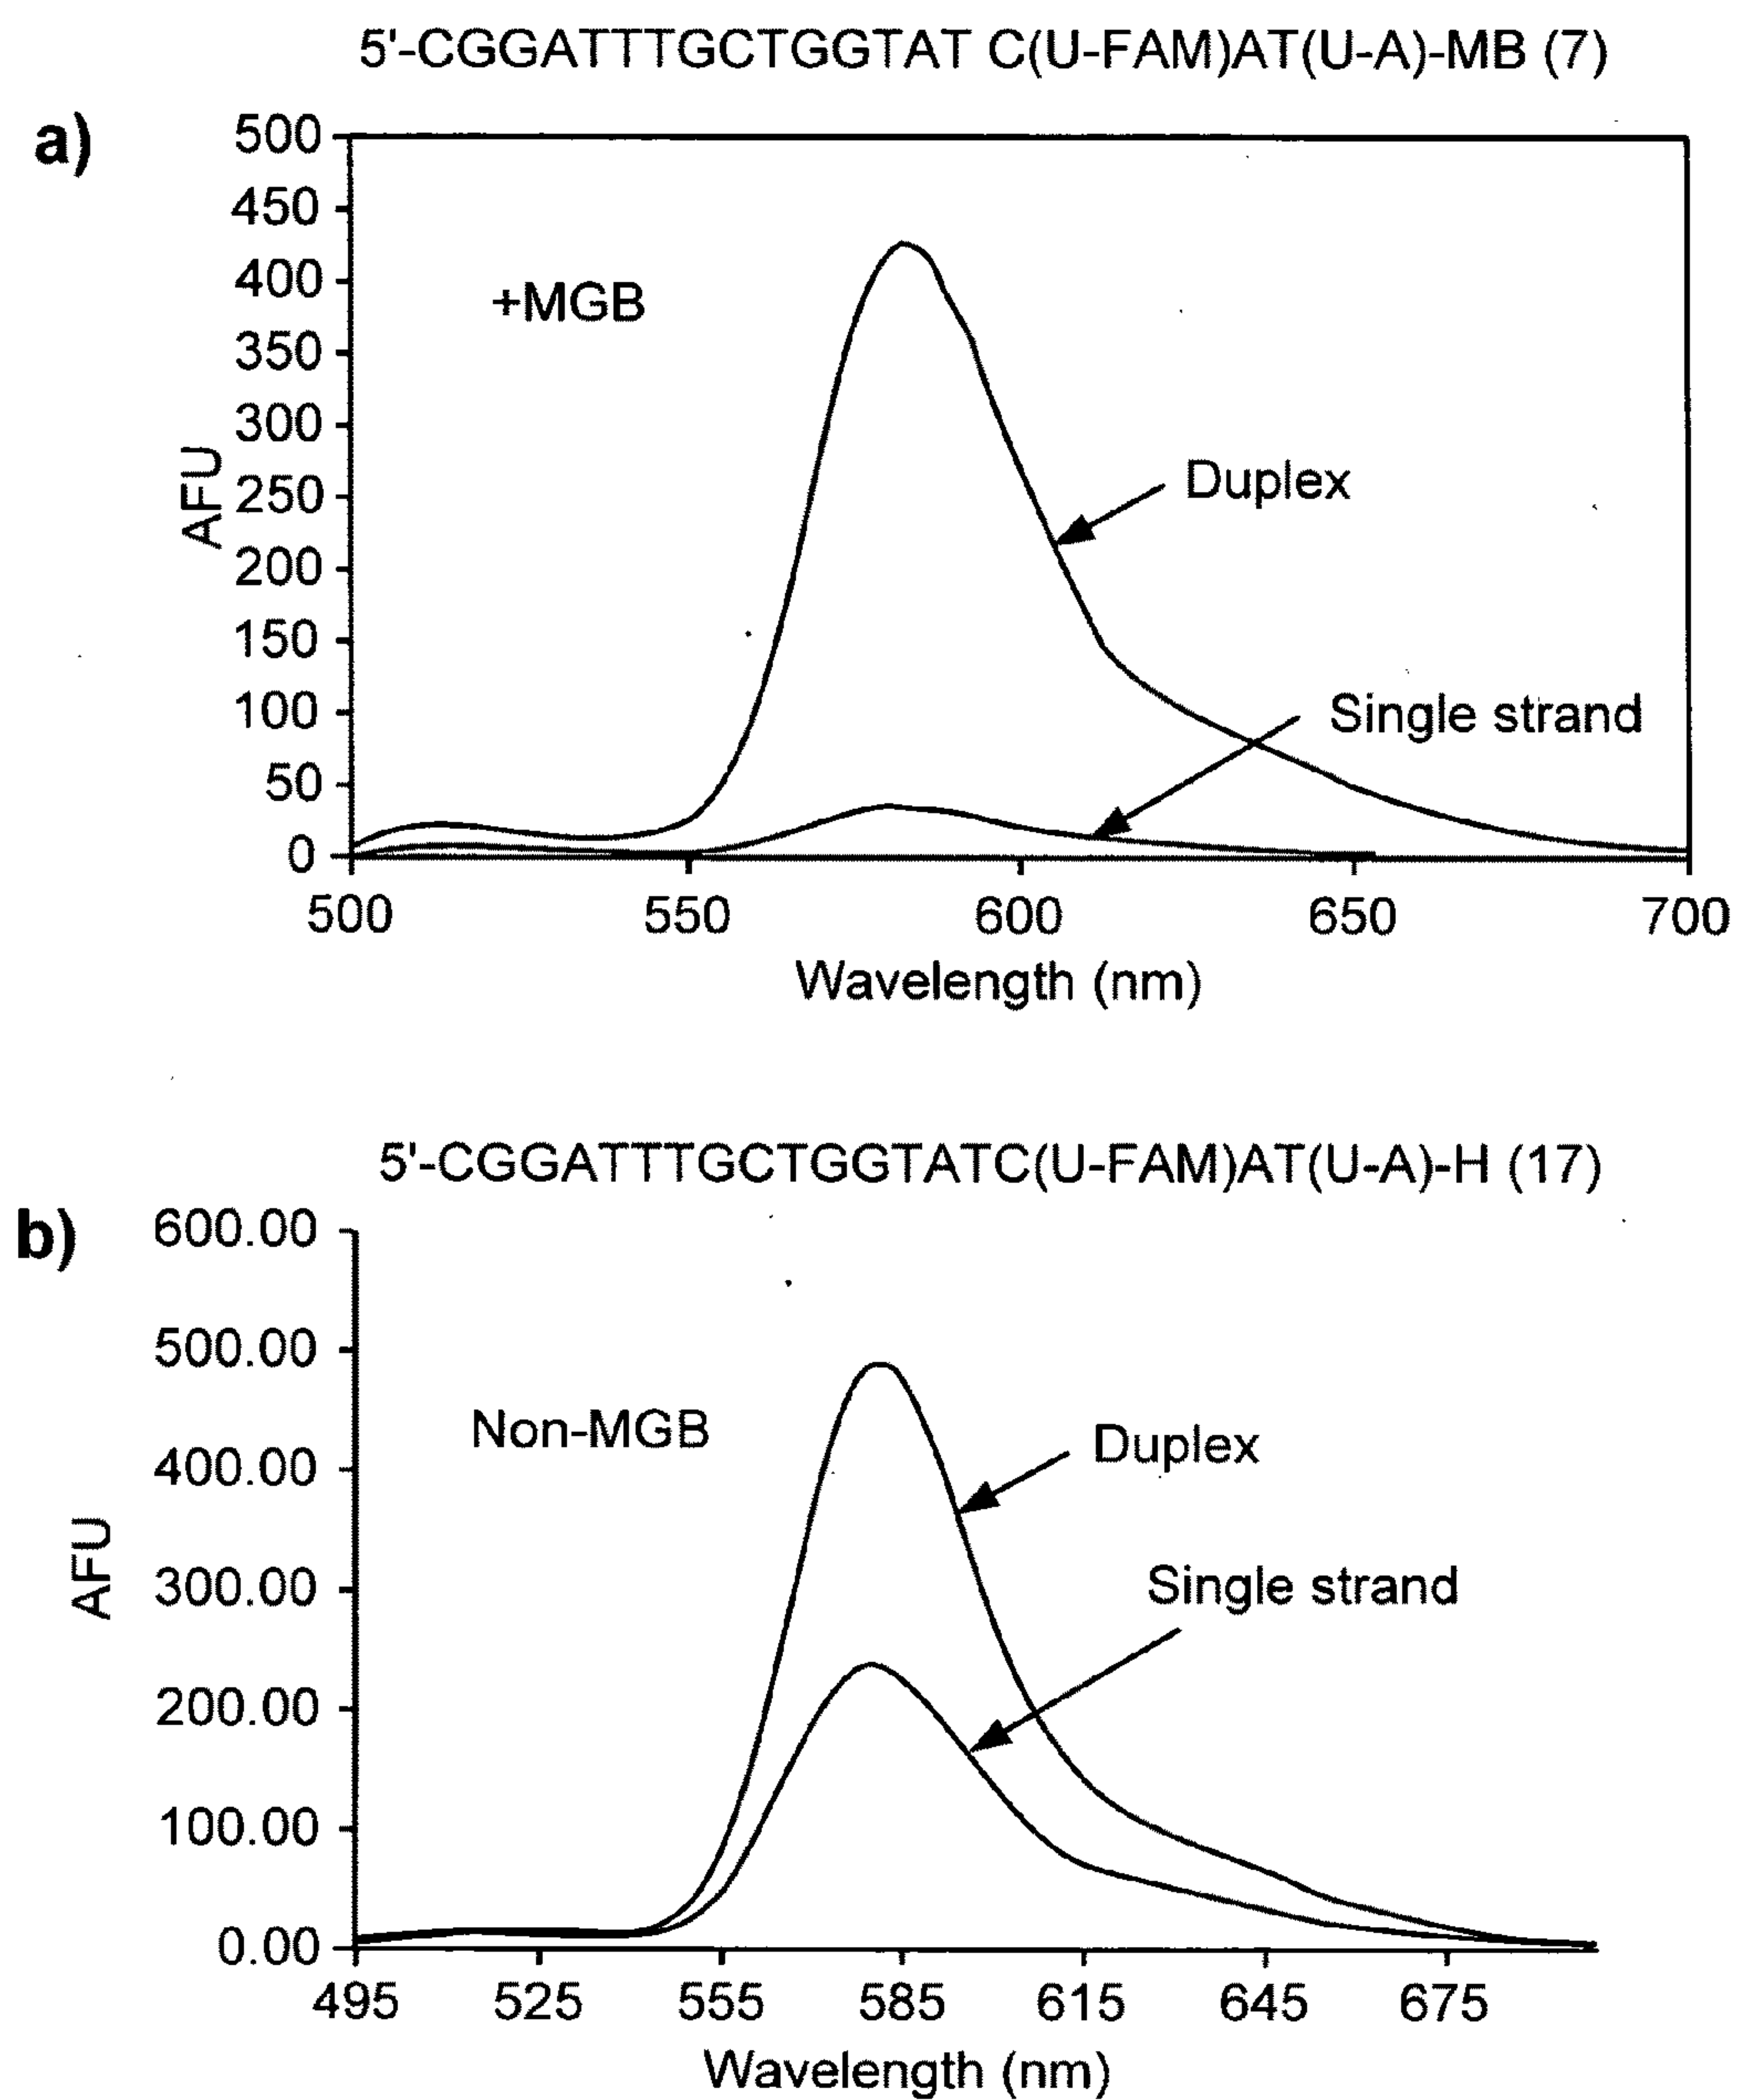 5'-CGGATTTGCTGGTAT C(U-FAM)AT(U-A)-MB (7)
a)
500
450
400
350
300
250
200
150
100
50
0
AFU
+MGB
Duplex
Single strand
500 550 600 650 700
Wavelength (nm)
5'-CGGATTTGCTGGTATC(U-FAM)AT(U-A)-H (17)
b)
600.00
500.00
400.00
300.00
200.00
100.00
0.00
AFU
Non-MGB
Duplex
Single strand
495 525 555 585 615 645 675
Wavelength (nm)